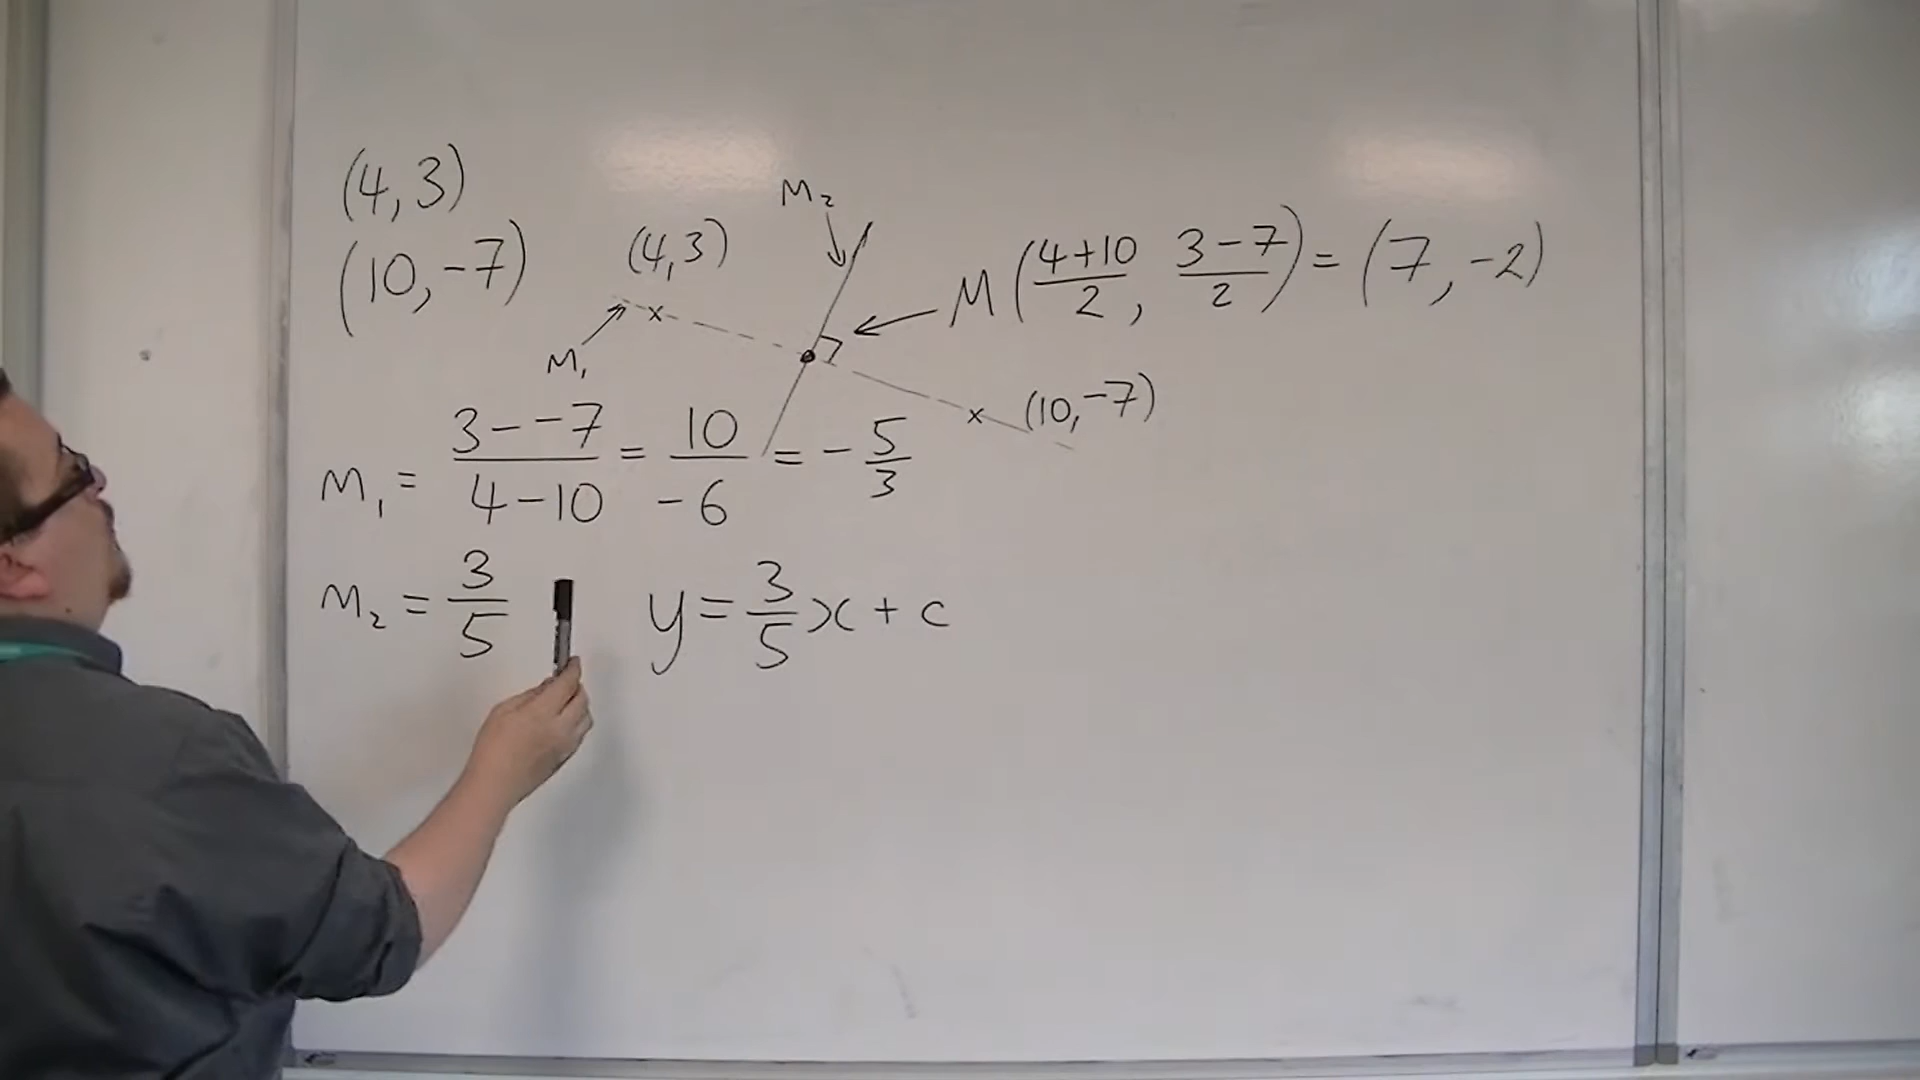 (4,3)
(10,-7)
(4,3)
M₂
M((4+10)/2, (3-7)/2) = (7,-2)
M₁
(10,-7)
M₁ = (3--7)/(4-10) = 10/-6 = -5/3
M₂ = 3/5
y = 3/5 x + c